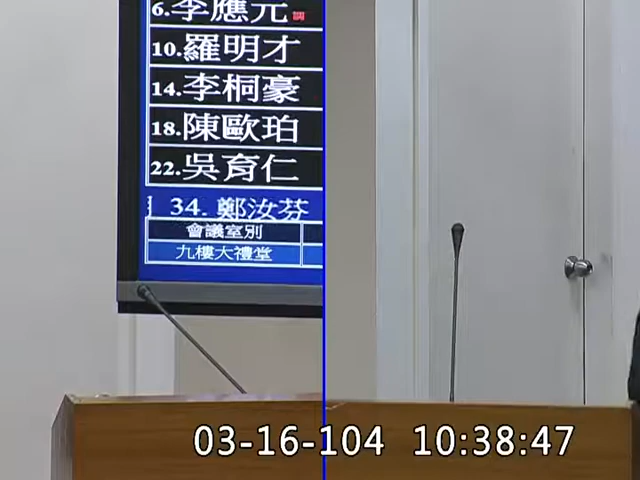 6.李應元
10.羅明才
14.李桐豪
18.陳歐珀
22.吳育仁
34. 鄭汝芬
會議室別
九樓大禮堂
03-16-104 10:38:47